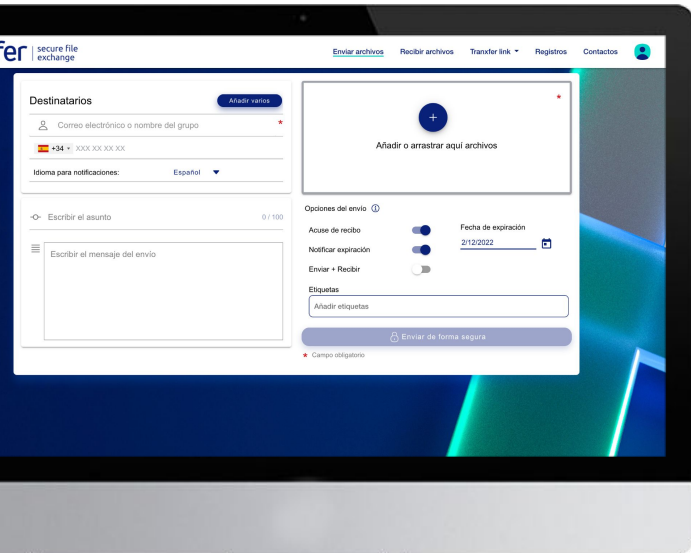 fer | secure file
exchange
Enviar archivos
Recibir archivos
Tranxfer link
Registros
Contactos
Destinatarios
Añadir varios
Correo electrónico o nombre del grupo *
+34 XXX XX XX XX
Idioma para notificaciones: Español
Escribir el asunto 0 / 100
Escribir el mensaje del envío
*
+
Añadir o arrastrar aquí archivos
Opciones del envío
Acuse de recibo
Notificar expiración
Enviar + Recibir
Fecha de expiración
2/12/2022
Etiquetas
Añadir etiquetas
Enviar de forma segura
* Campo obligatorio